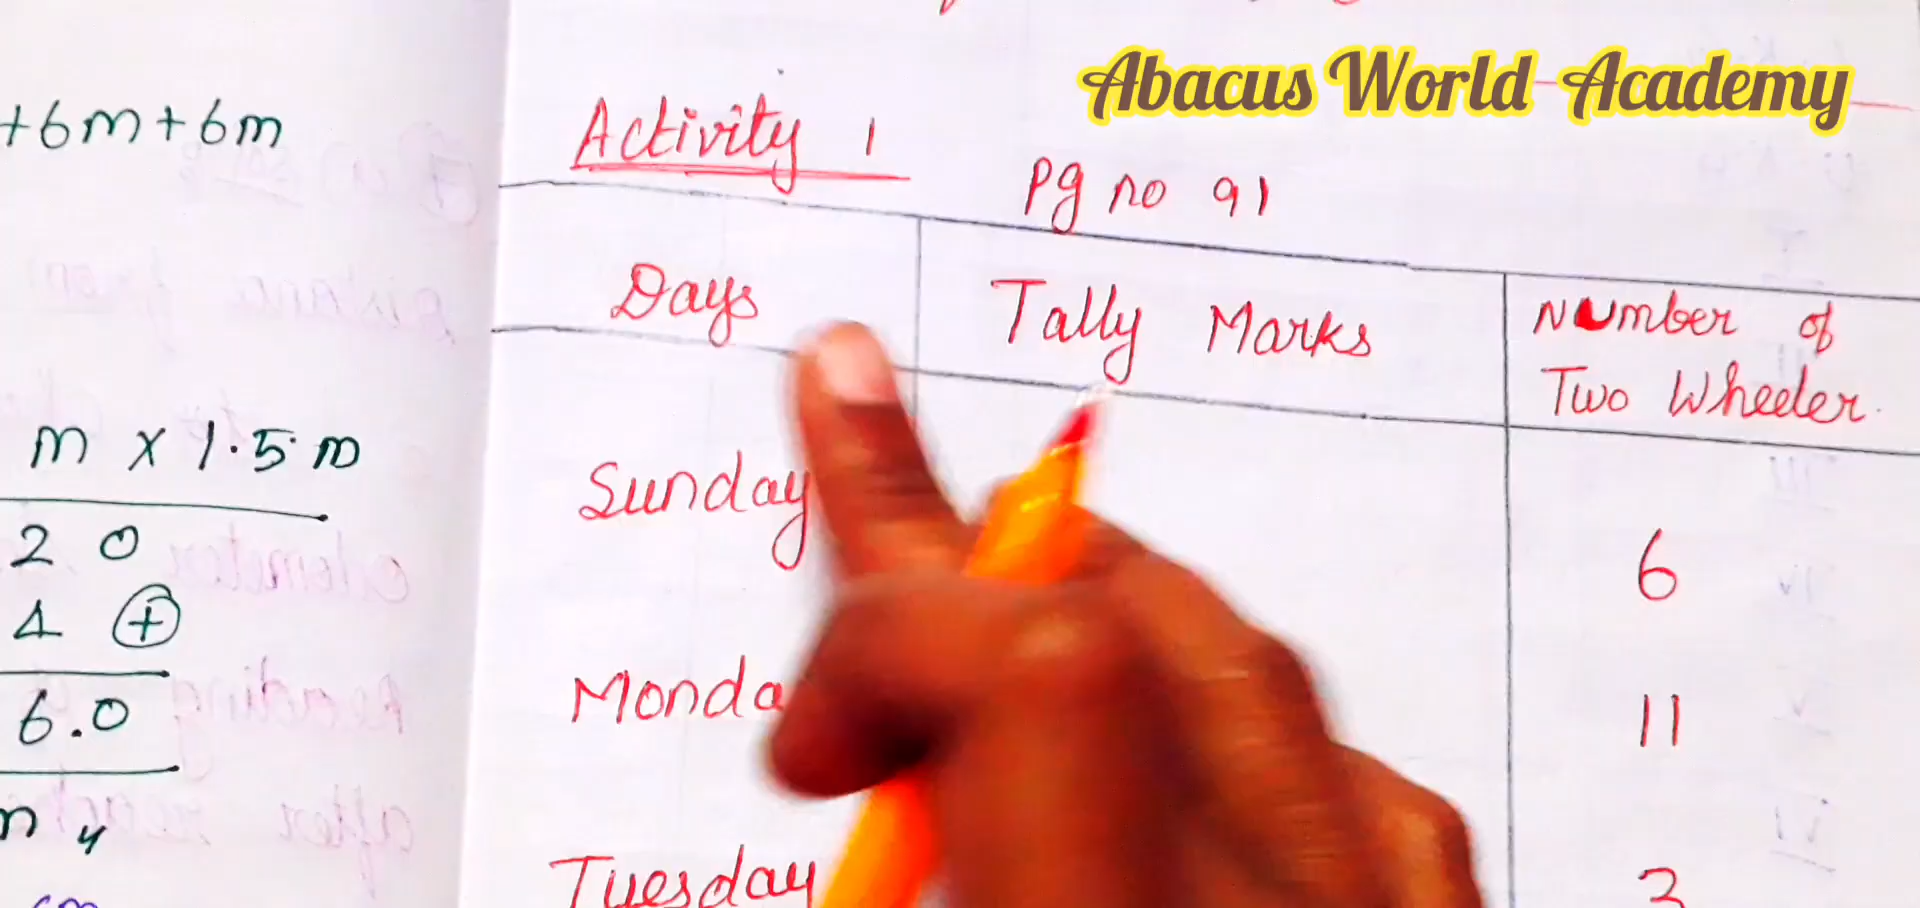 Abacus World Academy
+6m+6m
m x 1.5 m
2 0
4 +
6.0
Activity 1
Pg no 91
Days
Tally Marks
Number of
Two Wheeler.
Sunday
6
Monda
11
Tuesday